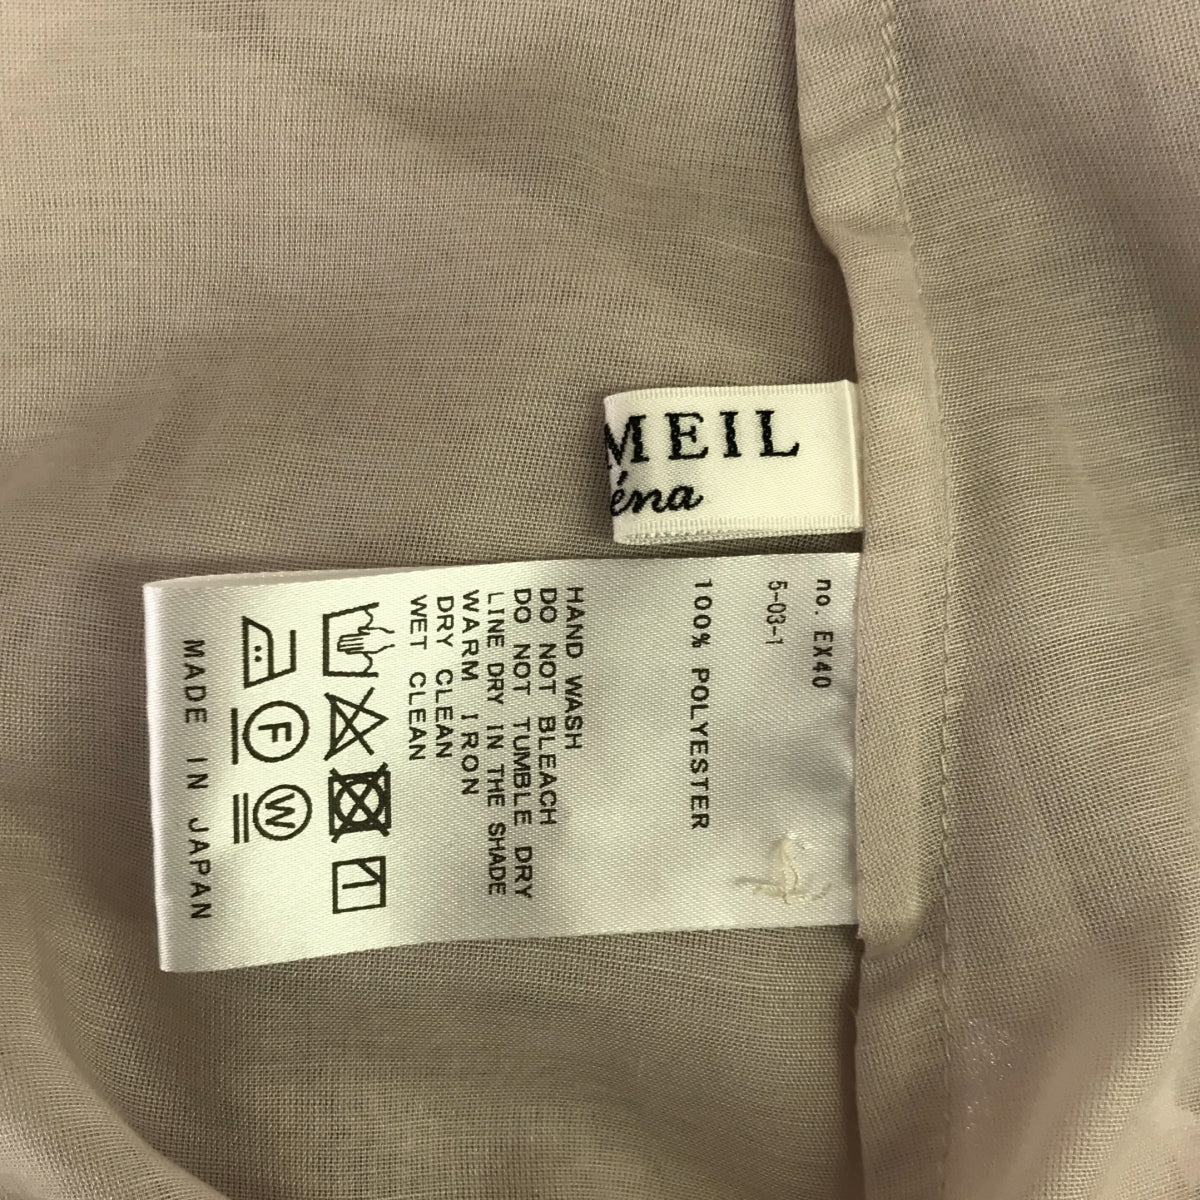 MEIL
éna
no. EX40
5-03-1
100% POLYESTER
HAND WASH
DO NOT BLEACH
DO NOT TUMBLE DRY
LINE DRY IN THE SHADE
WARM IRON
DRY CLEAN
WET CLEAN
F
W
MADE IN JAPAN